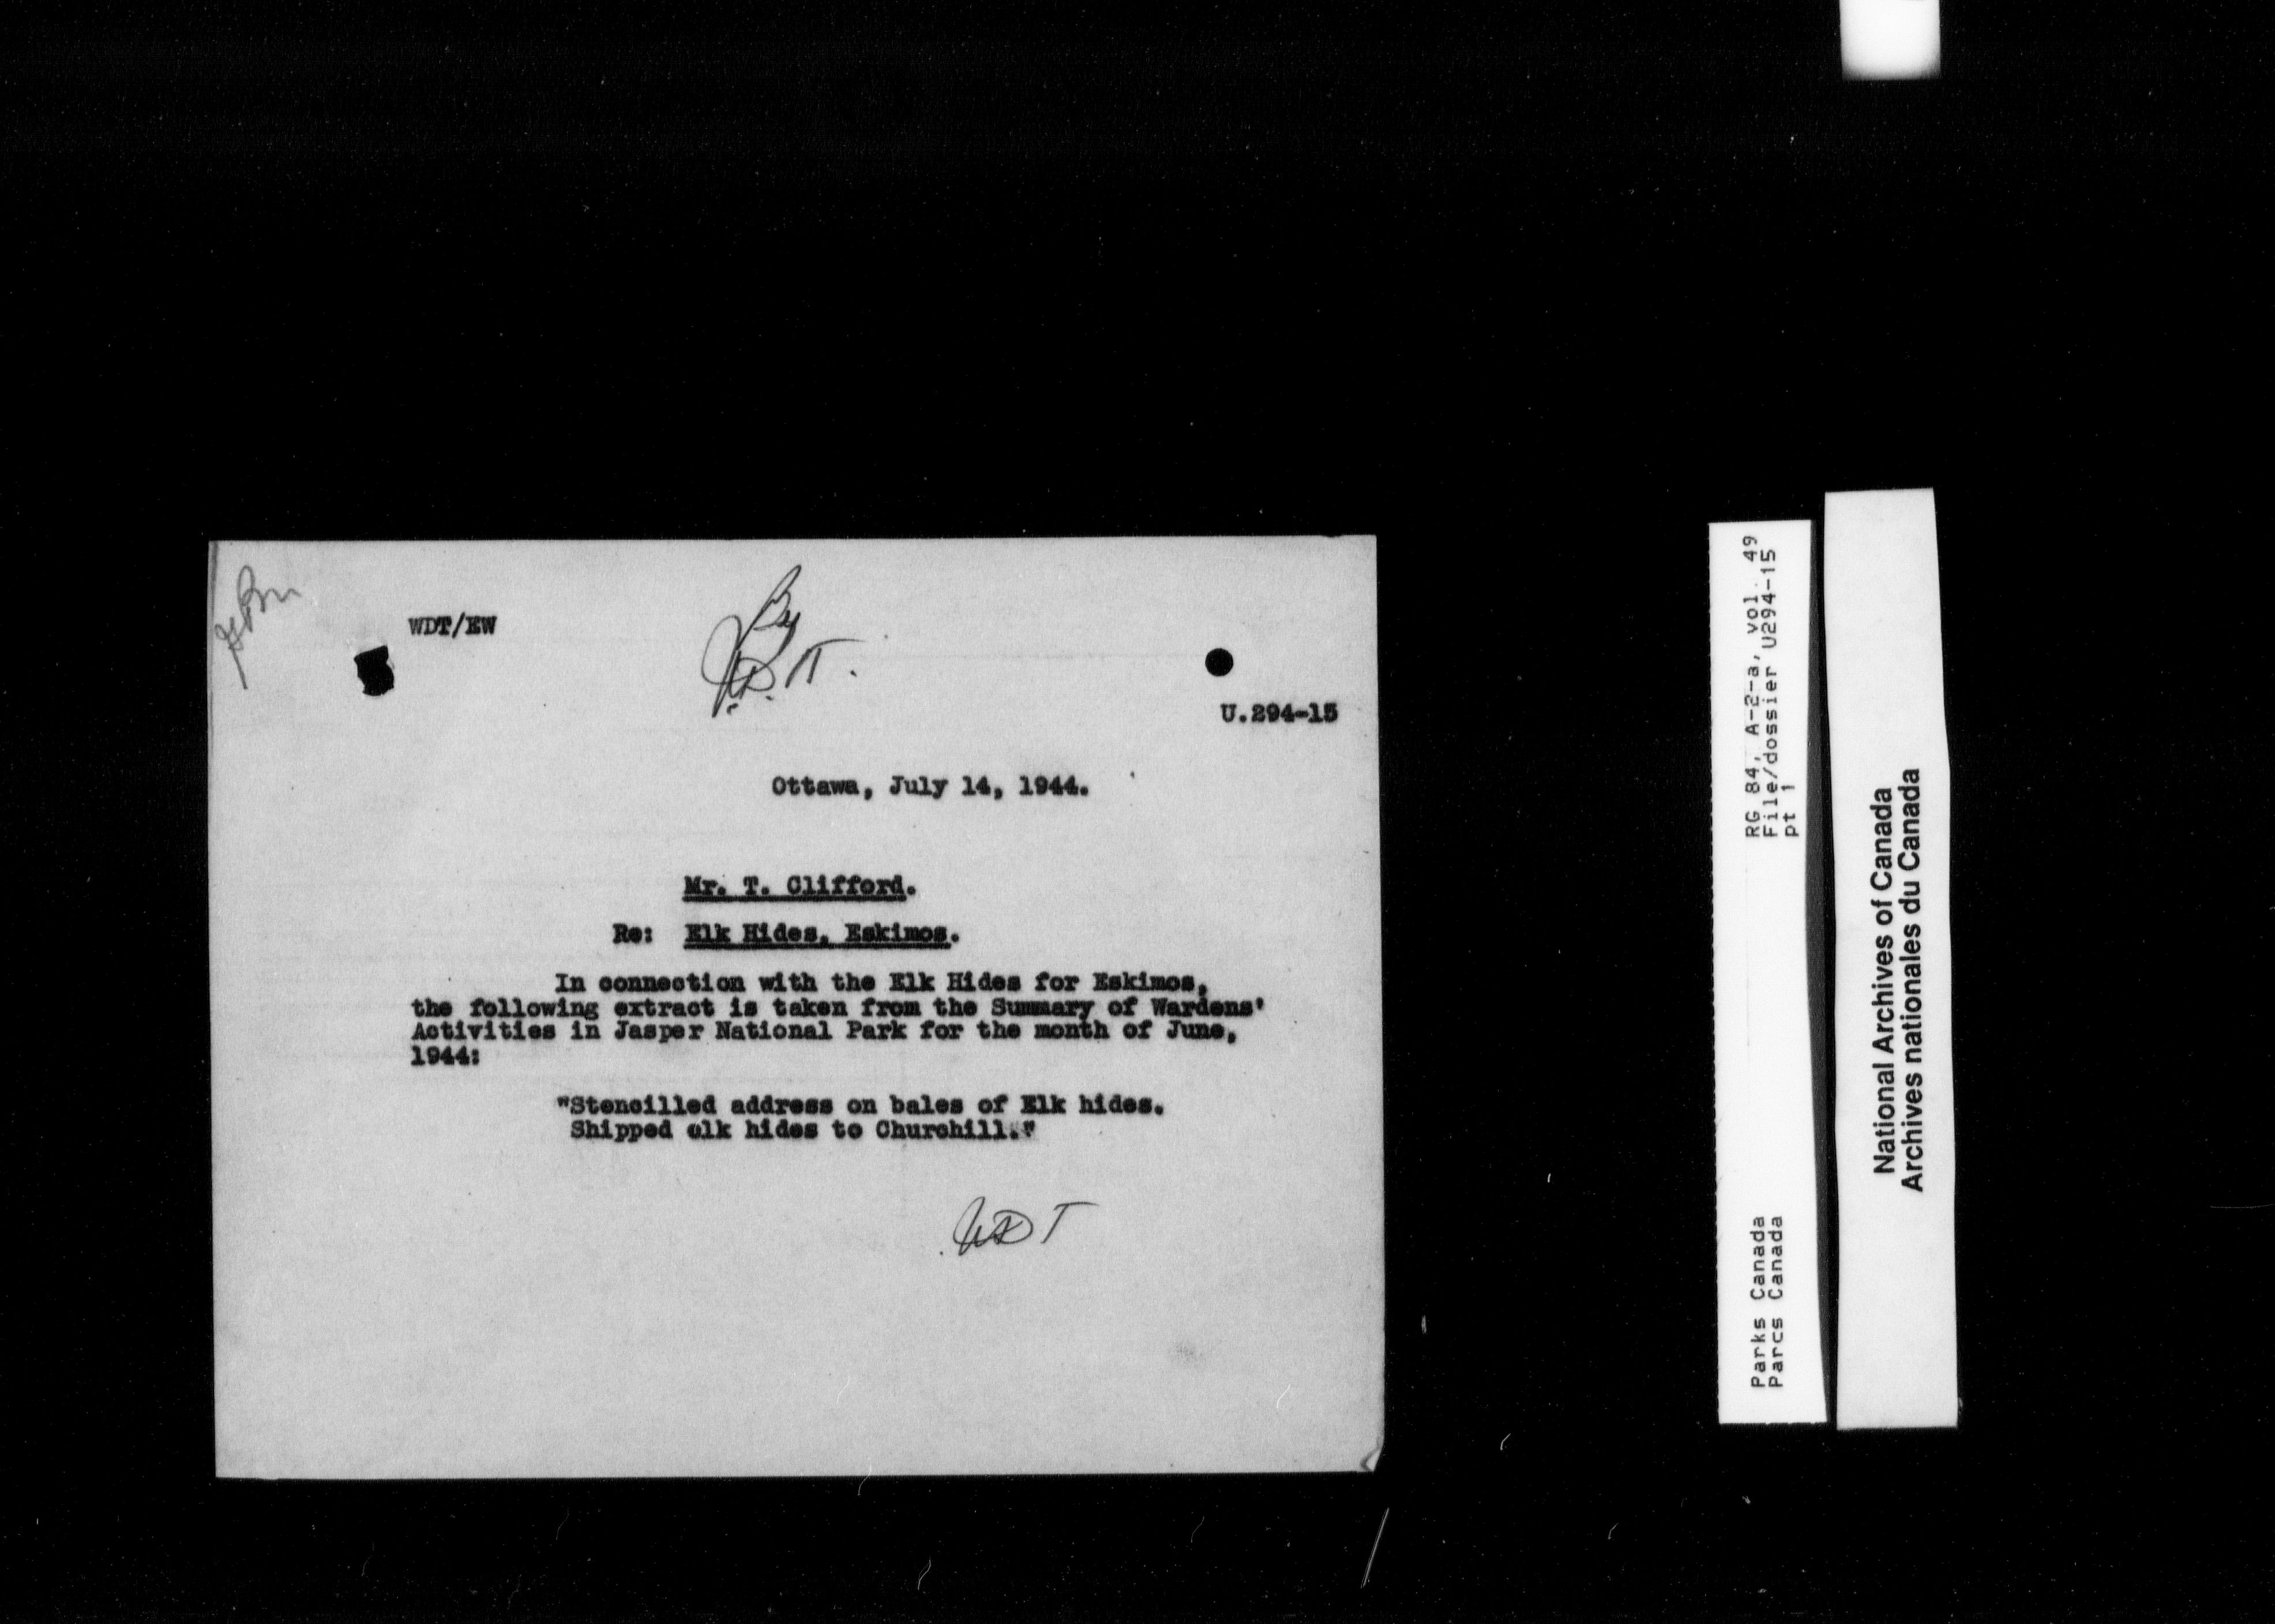 WDT/EW
U.294-15
Ottawa, July 14, 1944.
Mr. T. Clifford.
Re: Elk Hides, Eskimos.
In connection with the Elk Hides for Eskimos,
the following extract is taken from the Summary of Wardens'
Activities in Jasper National Park for the month of June,
1944:
"Stencilled address on bales of Elk hides.
Shipped elk hides to Churchill."
WDT
RG 84, A-2-a, vol. 49
File/dossier U294-15
pt 1
Parks Canada
Parcs Canada
National Archives of Canada
Archives nationales du Canada